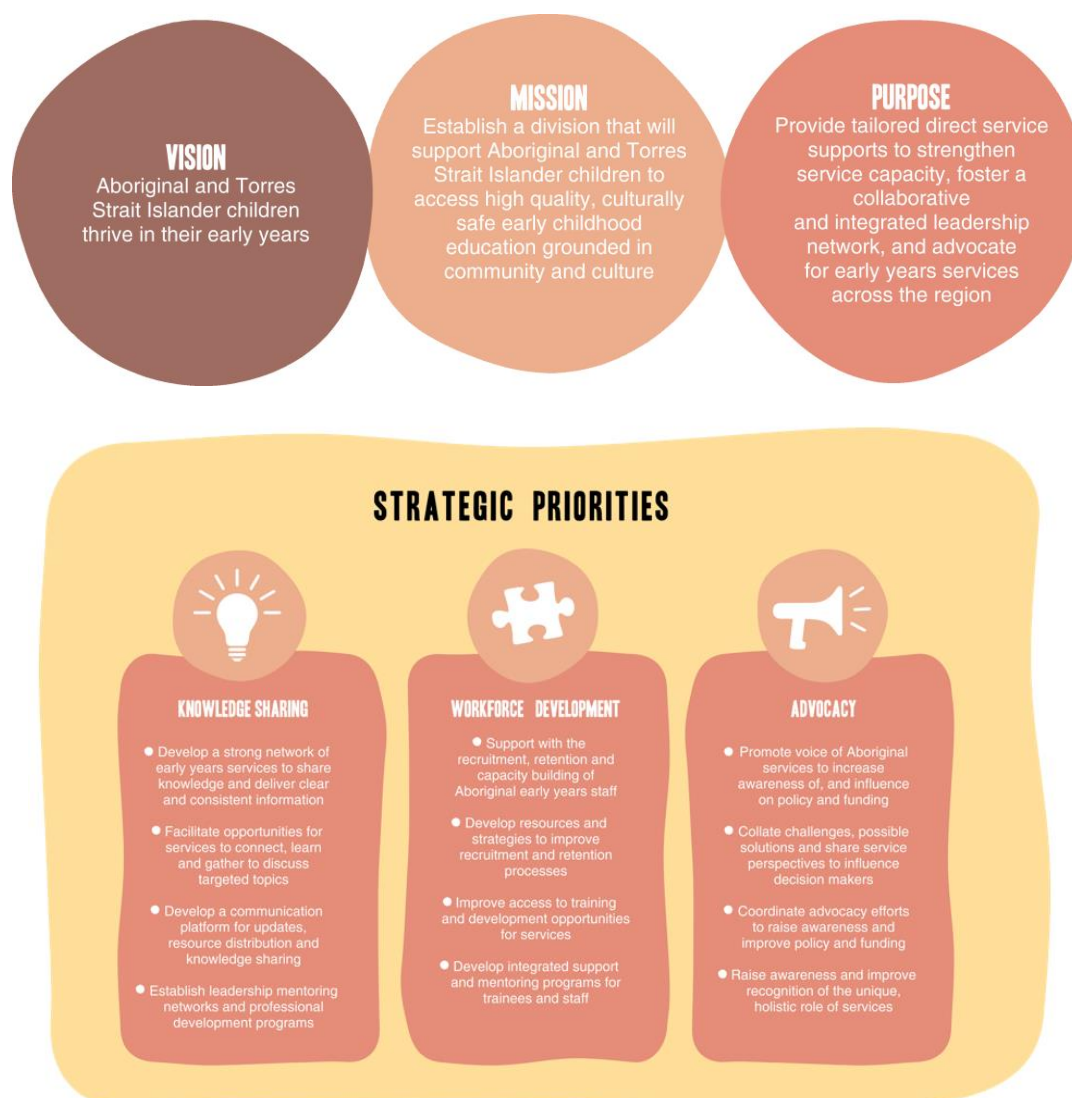 VISION
Aboriginal and Torres
Strait Islander children
thrive in their early years
MISSION
Establish a division that will
support Aboriginal and Torres
Strait Islander children to
access high quality, culturally
safe early childhood
education grounded in
community and culture
PURPOSE
Provide tailored direct service
supports to strengthen
service capacity, foster a
collaborative
and integrated leadership
network, and advocate
for early years services
across the region
STRATEGIC PRIORITIES
KNOWLEDGE SHARING
● Develop a strong network of
early years services to share
knowledge and deliver clear
and consistent information
● Facilitate opportunities for
services to connect, learn
and gather to discuss
targeted topics
● Develop a communication
platform for updates,
resource distribution and
knowledge sharing
● Establish leadership mentoring
networks and professional
development programs
WORKFORCE DEVELOPMENT
● Support with the
recruitment, retention and
capacity building of
Aboriginal early years staff
● Develop resources and
strategies to improve
recruitment and retention
processes
● Improve access to training
and development opportunities
for services
● Develop integrated support
and mentoring programs for
trainees and staff
ADVOCACY
● Promote voice of Aboriginal
services to increase
awareness of, and influence
on policy and funding
● Collate challenges, possible
solutions and share service
perspectives to influence
decision makers
● Coordinate advocacy efforts
to raise awareness and
improve policy and funding
● Raise awareness and improve
recognition of the unique,
holistic role of services